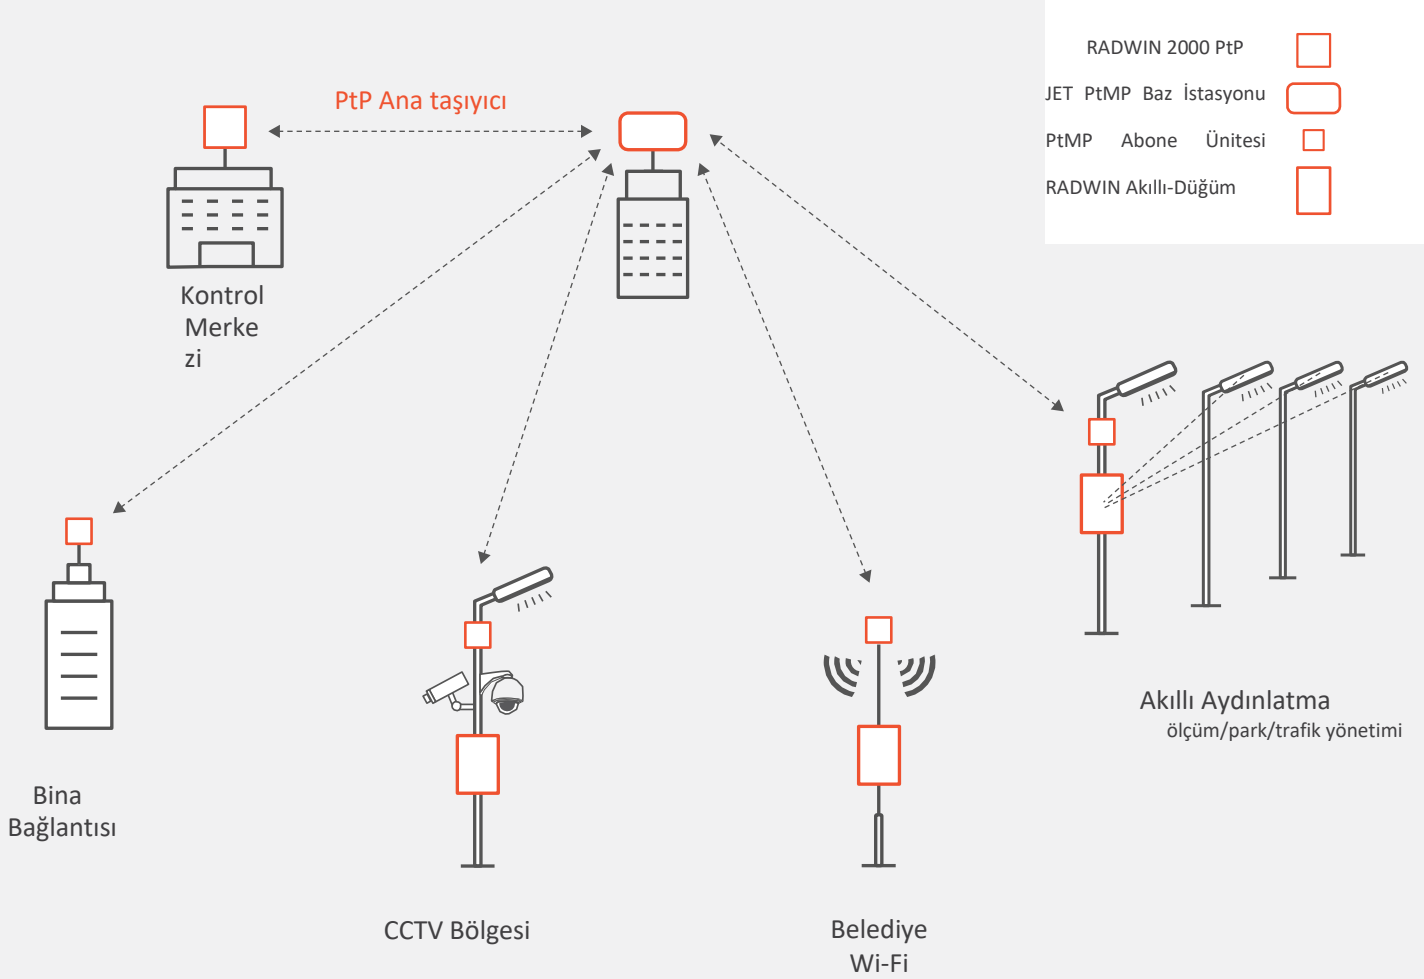 RADWIN 2000 PtP
JET PtMP Baz İstasyonu
PtMP Abone Ünitesi
RADWIN Akıllı-Düğüm
PtP Ana taşıyıcı
Kontrol
Merke
zi
Akıllı Aydınlatma
ölçüm/park/trafik yönetimi
Bina
Bağlantısı
CCTV Bölgesi
Belediye
Wi-Fi